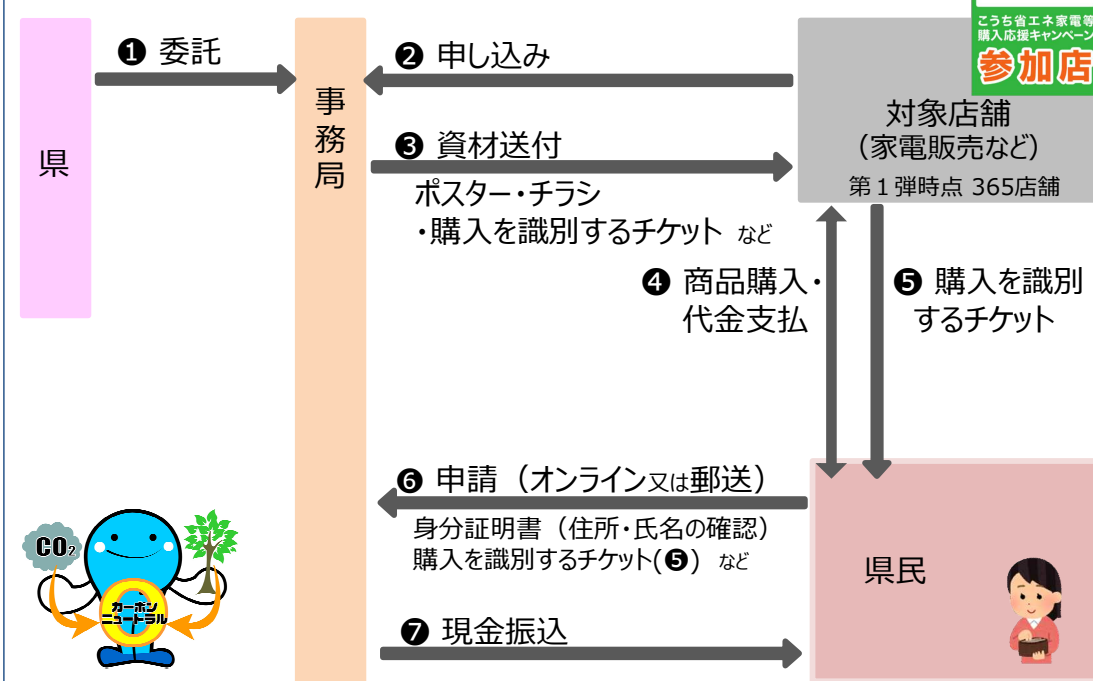 こうち省エネ家電等
購入応援キャンペーン
参加店
❶ 委託
❷ 申し込み
県
事務局
対象店舗
（家電販売など）
第１弾時点 365店舗
❸ 資材送付
ポスター・チラシ
・購入を識別するチケット など
❹ 商品購入・
代金支払
❺ 購入を識別
するチケット
❻ 申請（オンライン又は郵送）
身分証明書（住所・氏名の確認）
購入を識別するチケット(❺) など
県民
❼ 現金振込
CO₂
カーボン
ニュートラル